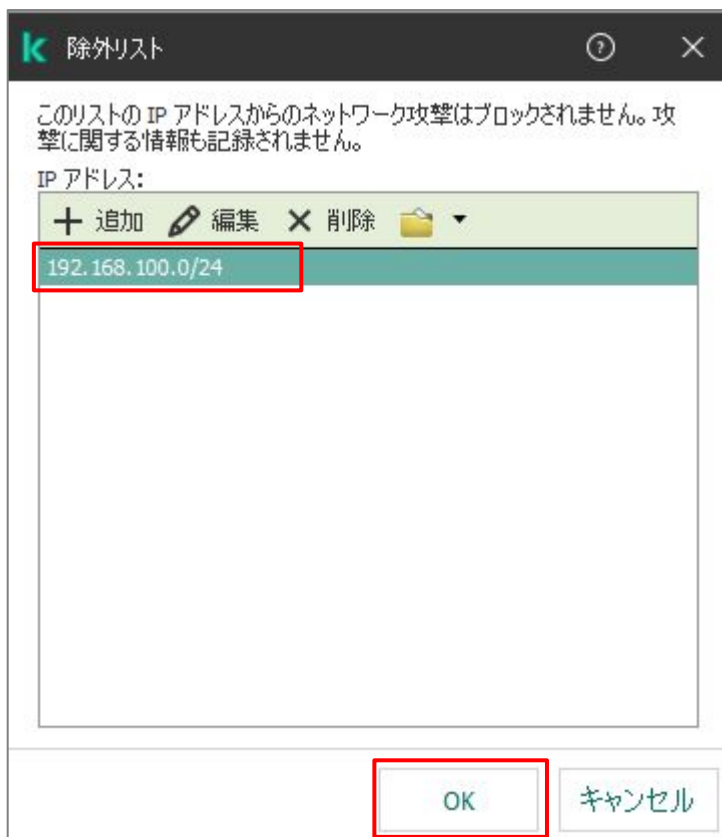 除外リスト
このリストの IP アドレスからのネットワーク攻撃はブロックされません。攻
撃に関する情報も記録されません。
IP アドレス:
追加 編集 削除
192.168.100.0/24
OK キャンセル